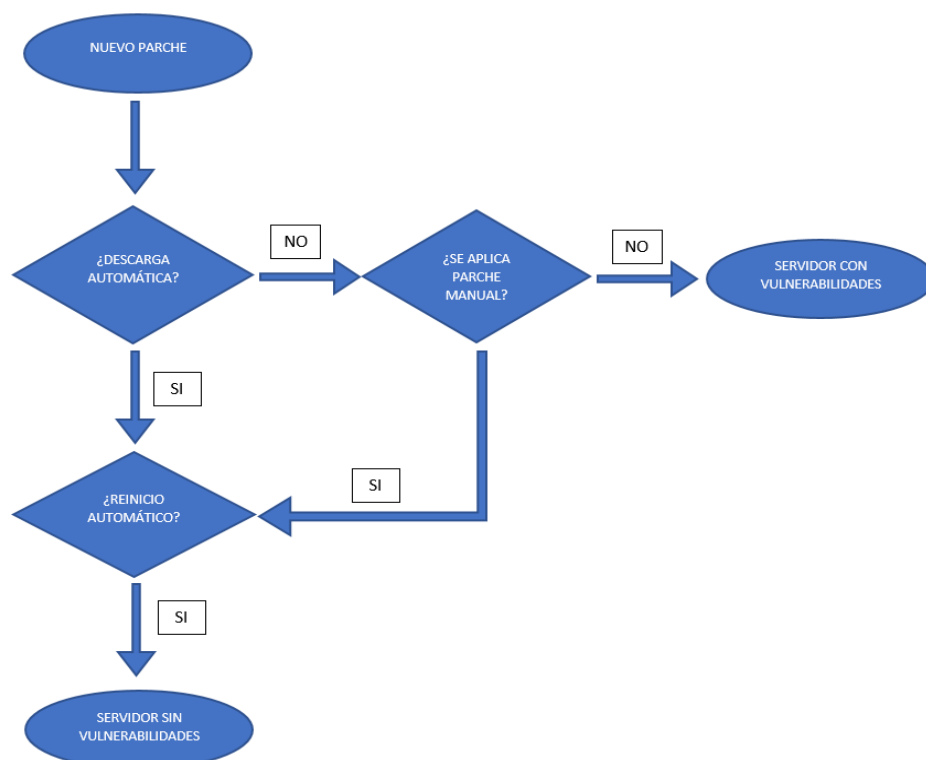 NUEVO PARCHE
¿DESCARGA
AUTOMÁTICA?
NO
¿SE APLICA
PARCHE
MANUAL?
NO
SERVIDOR CON
VULNERABILIDADES
SI
¿REINICIO
AUTOMÁTICO?
SI
SI
SERVIDOR SIN
VULNERABILIDADES